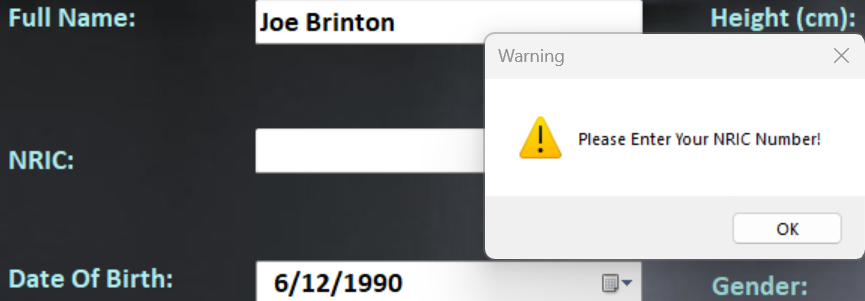 Full Name:
Joe Brinton
Height (cm):
Warning
Please Enter Your NRIC Number!
NRIC:
OK
Date Of Birth:
6/12/1990
Gender: